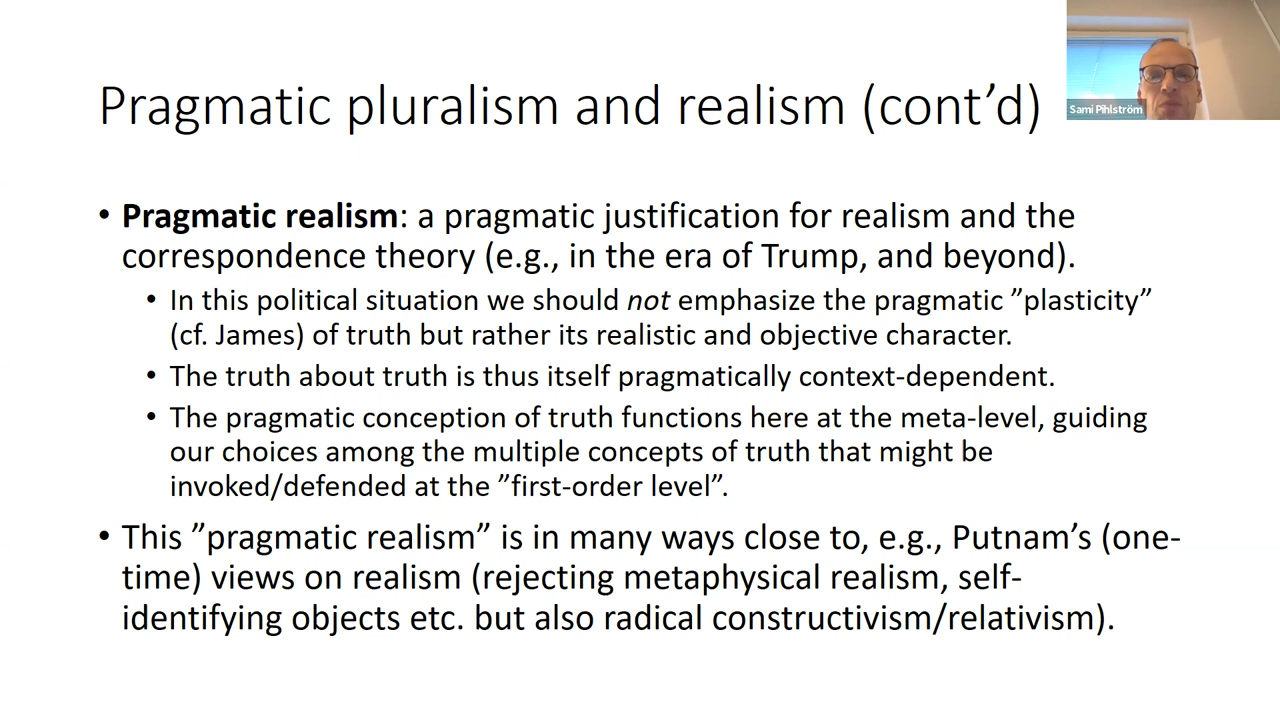 Pragmatic pluralism and realism (cont’d)
Sami Pihlström
• Pragmatic realism: a pragmatic justification for realism and the
correspondence theory (e.g., in the era of Trump, and beyond).
• In this political situation we should not emphasize the pragmatic ”plasticity”
(cf. James) of truth but rather its realistic and objective character.
• The truth about truth is thus itself pragmatically context-dependent.
• The pragmatic conception of truth functions here at the meta-level, guiding
our choices among the multiple concepts of truth that might be
invoked/defended at the ”first-order level”.
• This ”pragmatic realism” is in many ways close to, e.g., Putnam’s (one-
time) views on realism (rejecting metaphysical realism, self-
identifying objects etc. but also radical constructivism/relativism).